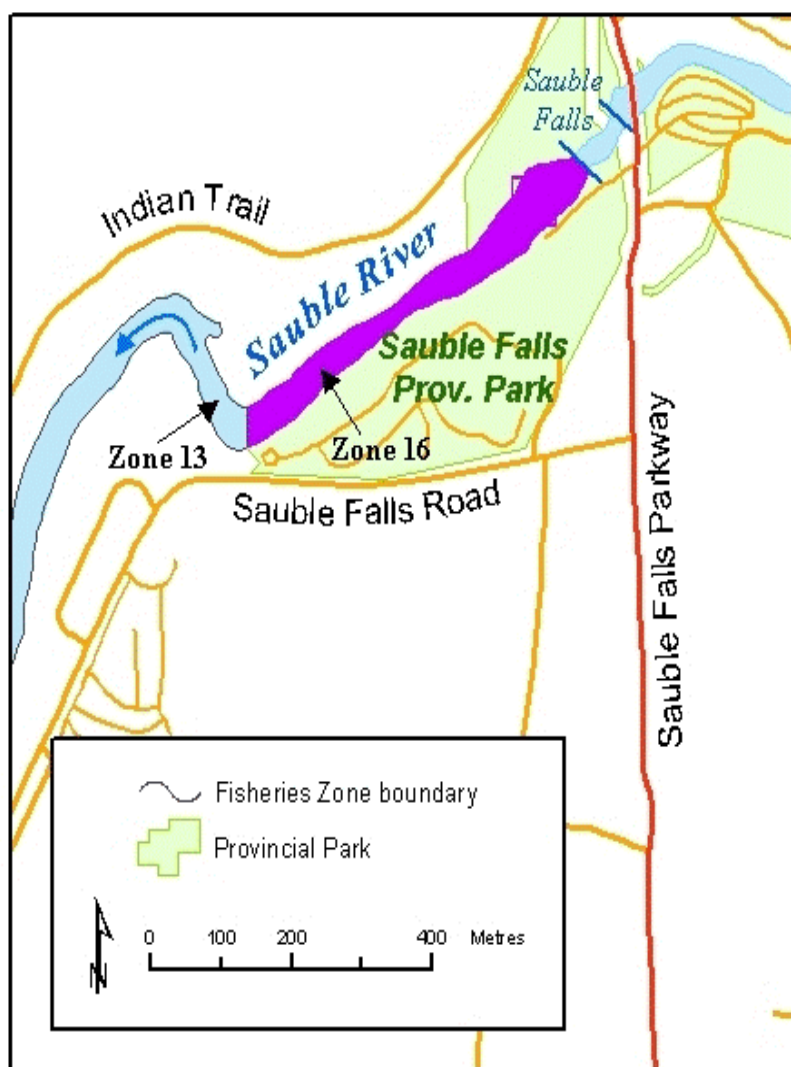 Sauble
Falls
Indian Trail
Sauble River
Sauble Falls
Prov. Park
Zone 13
Zone 16
Sauble Falls Road
Sauble Falls Parkway
Fisheries Zone boundary
Provincial Park
N
0 100 200 400 Metres